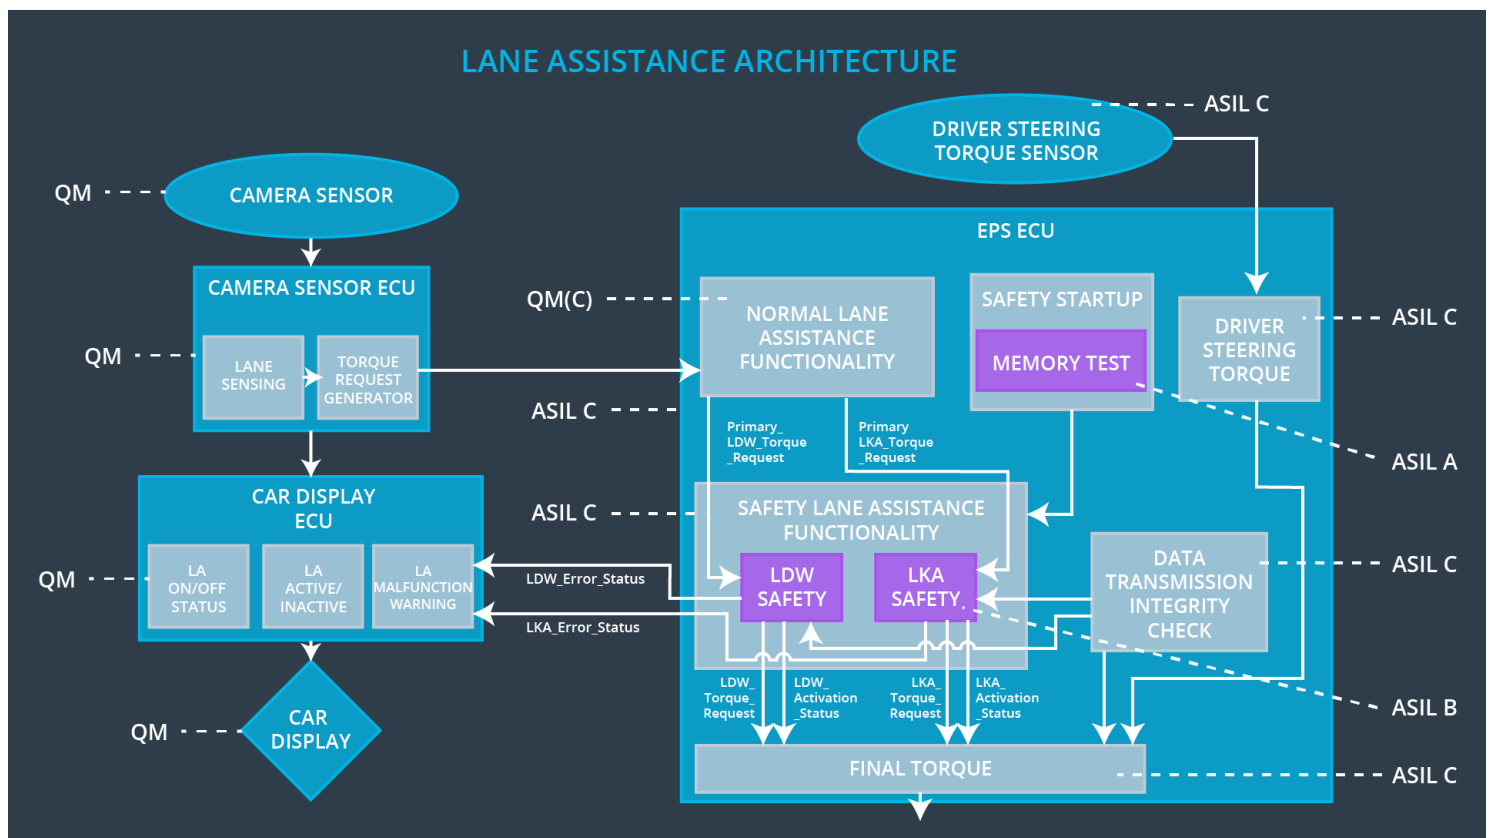 LANE ASSISTANCE ARCHITECTURE
ASIL C
DRIVER STEERING
TORQUE SENSOR
QM
CAMERA SENSOR
EPS ECU
CAMERA SENSOR ECU
QM(C)
NORMAL LANE
ASSISTANCE
FUNCTIONALITY
SAFETY STARTUP
MEMORY TEST
DRIVER
STEERING
TORQUE
ASIL C
QM
LANE
SENSING
TORQUE
REQUEST
GENERATOR
ASIL C
Primary_
LDW_Torque
_Request
Primary
LKA_Torque
_Request
ASIL A
CAR DISPLAY
ECU
ASIL C
SAFETY LANE ASSISTANCE
FUNCTIONALITY
QM
LA
ON/OFF
STATUS
LA
ACTIVE/
INACTIVE
LA
MALFUNCTION
WARNING
LDW_Error_Status
LKA_Error_Status
LDW
SAFETY
LKA
SAFETY
DATA
TRANSMISSION
INTEGRITY
CHECK
ASIL C
LDW_
Torque_
Request
LDW_
Activation
_Status
LKA_
Torque_
Request
LKA_
Activation
_Status
ASIL B
QM
CAR
DISPLAY
FINAL TORQUE
ASIL C